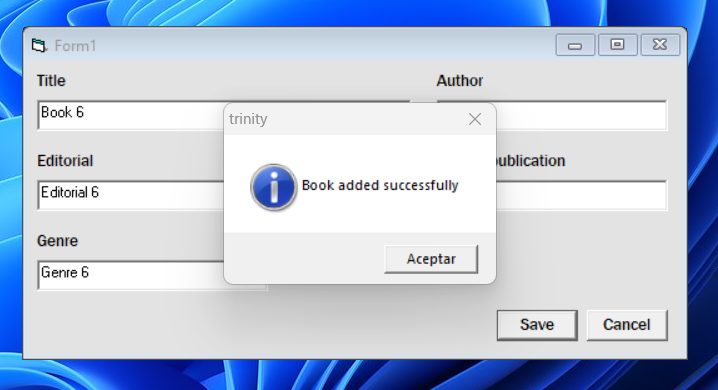 Form1
Title
Author
Book 6
trinity
Editorial
publication
Book added successfully
Editorial 6
Genre
Aceptar
Genre 6
Save
Cancel